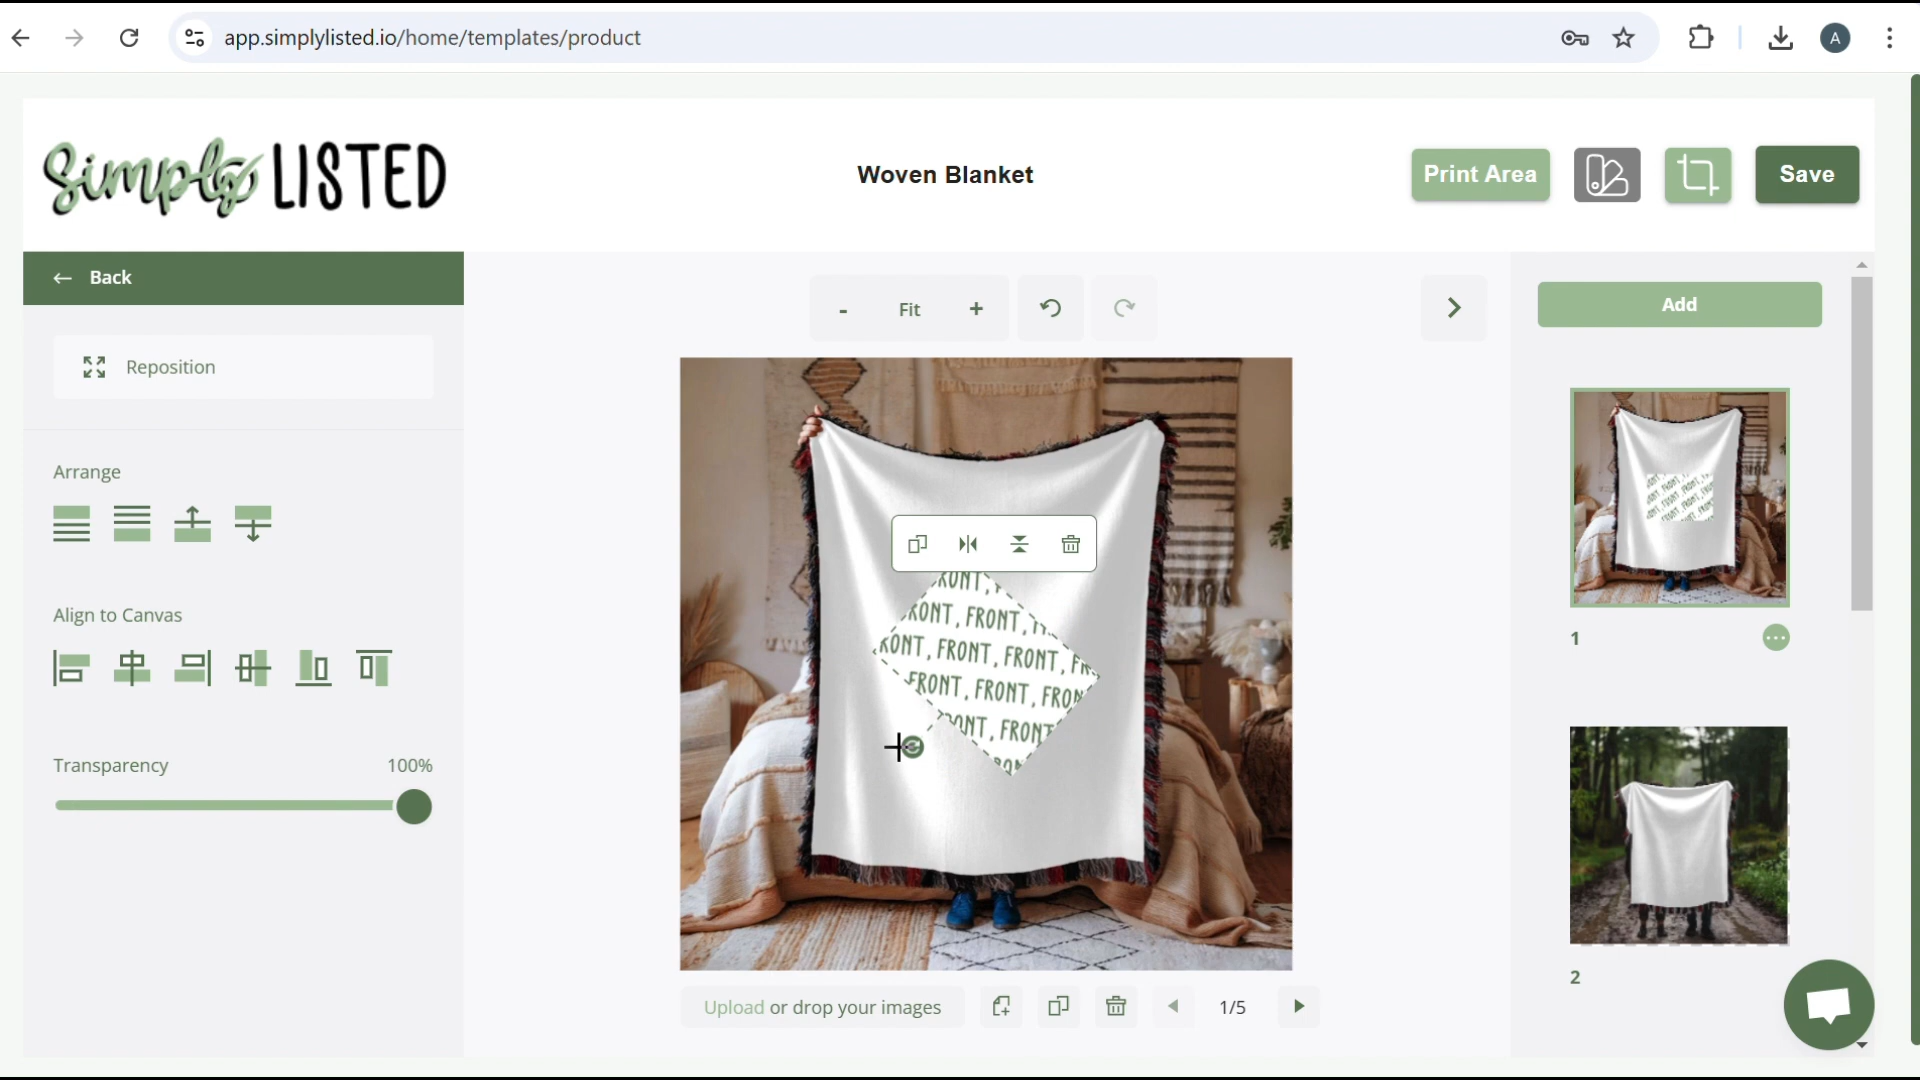 app.simplylisted.io/home/templates/product
A
Simply LISTED
Woven Blanket
Print Area
Save
Back
- Fit +
Add
Reposition
Arrange
Align to Canvas
Transparency 100%
FRONT, FRONT
FRONT, FRONT, FRONT
FRONT, FRONT
1
2
Upload or drop your images
1/5